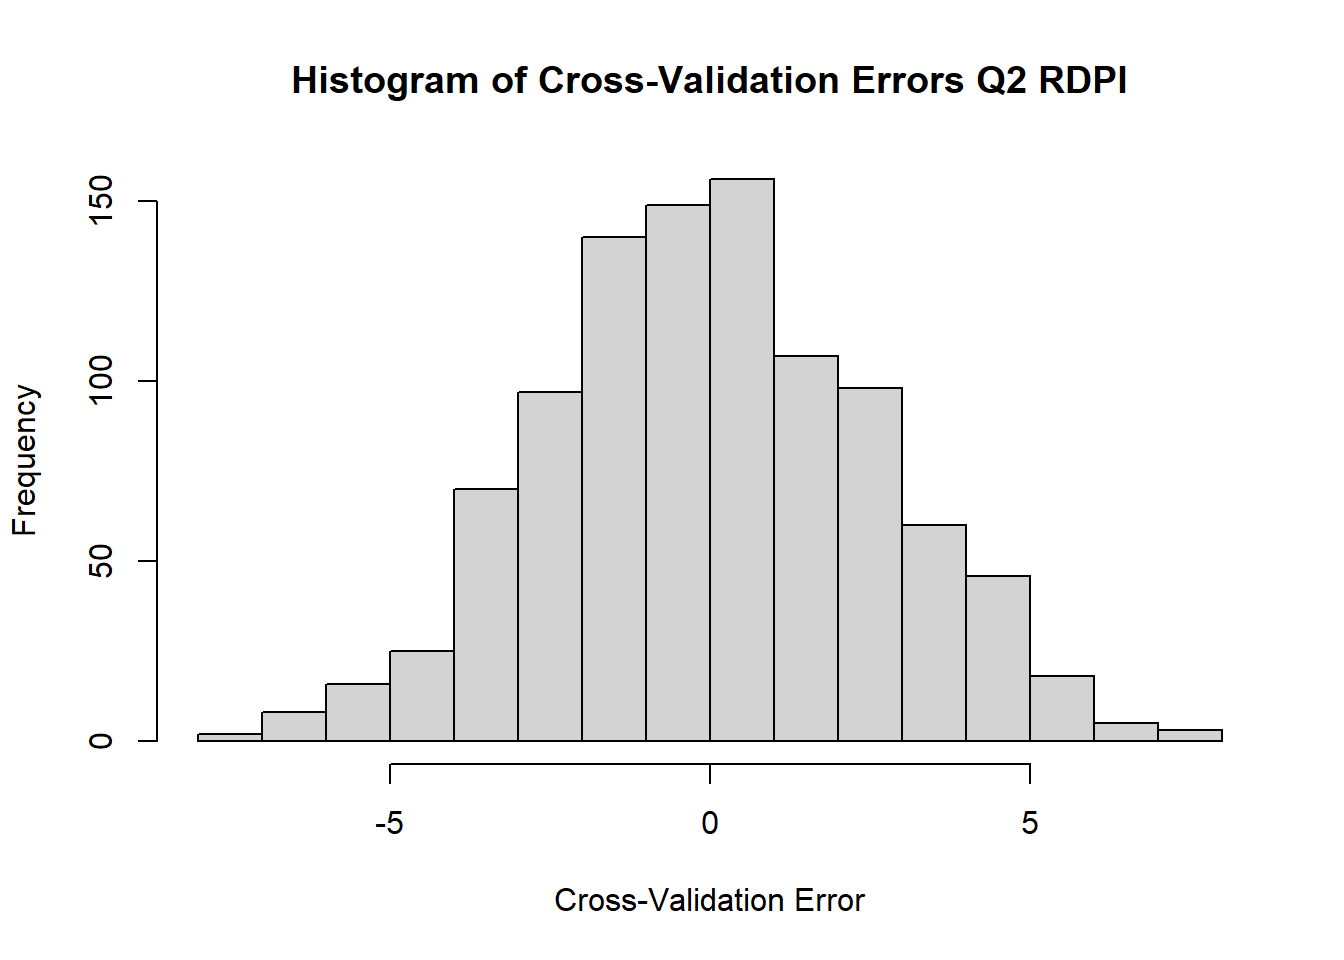 Histogram of Cross-Validation Errors Q2 RDPI
150
100
50
0
Frequency
-5 0 5
Cross-Validation Error